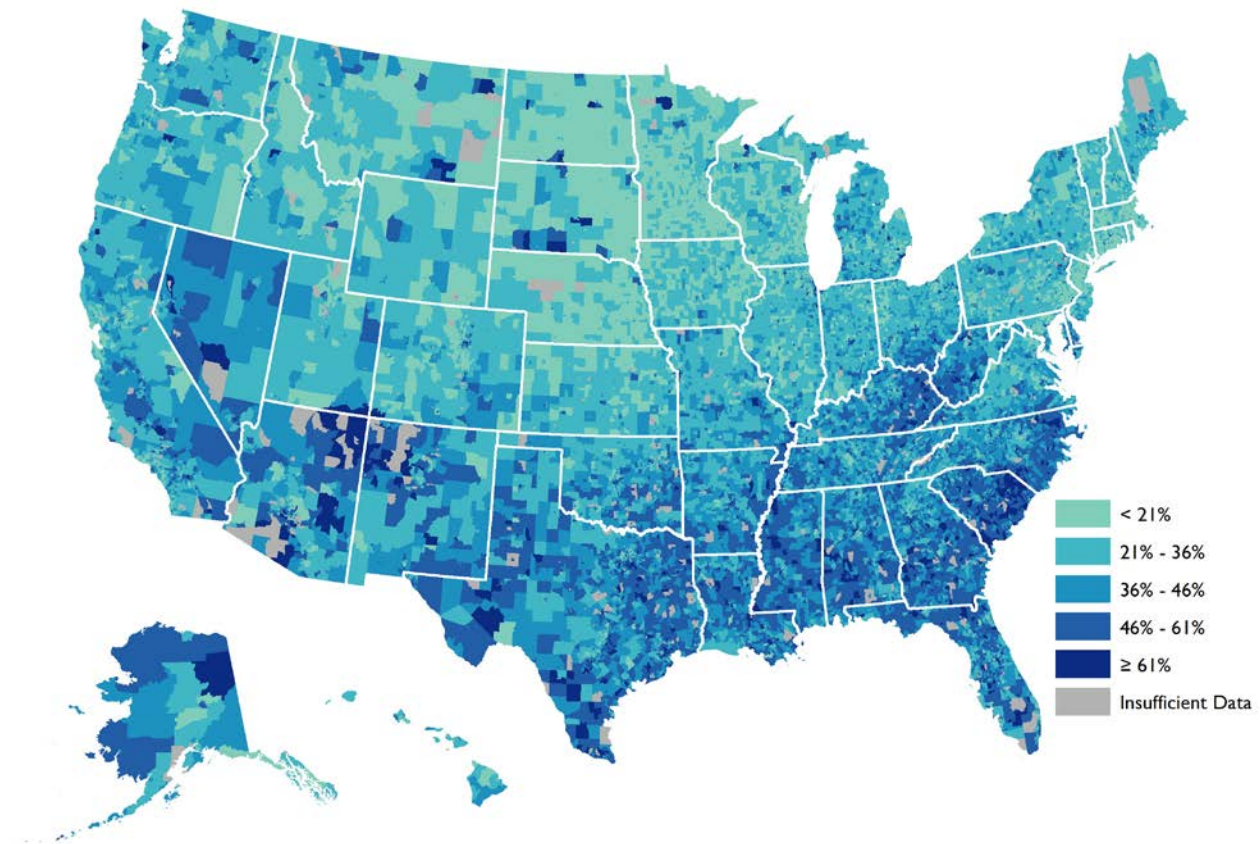 < 21%
21% - 36%
36% - 46%
46% - 61%
≥ 61%
Insufficient Data